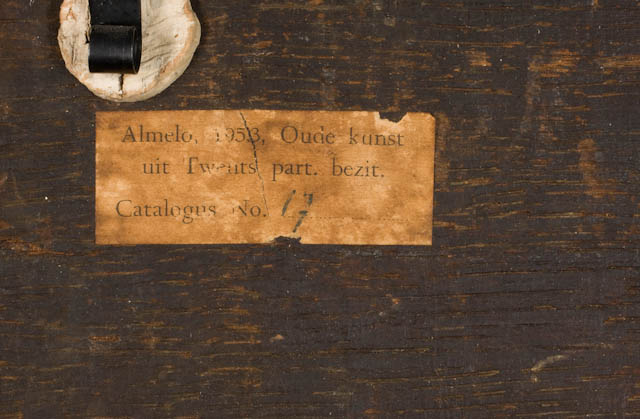 Almelo, 1953, Oude kunst
uit Twents part. bezit.
Catalogus No. 17